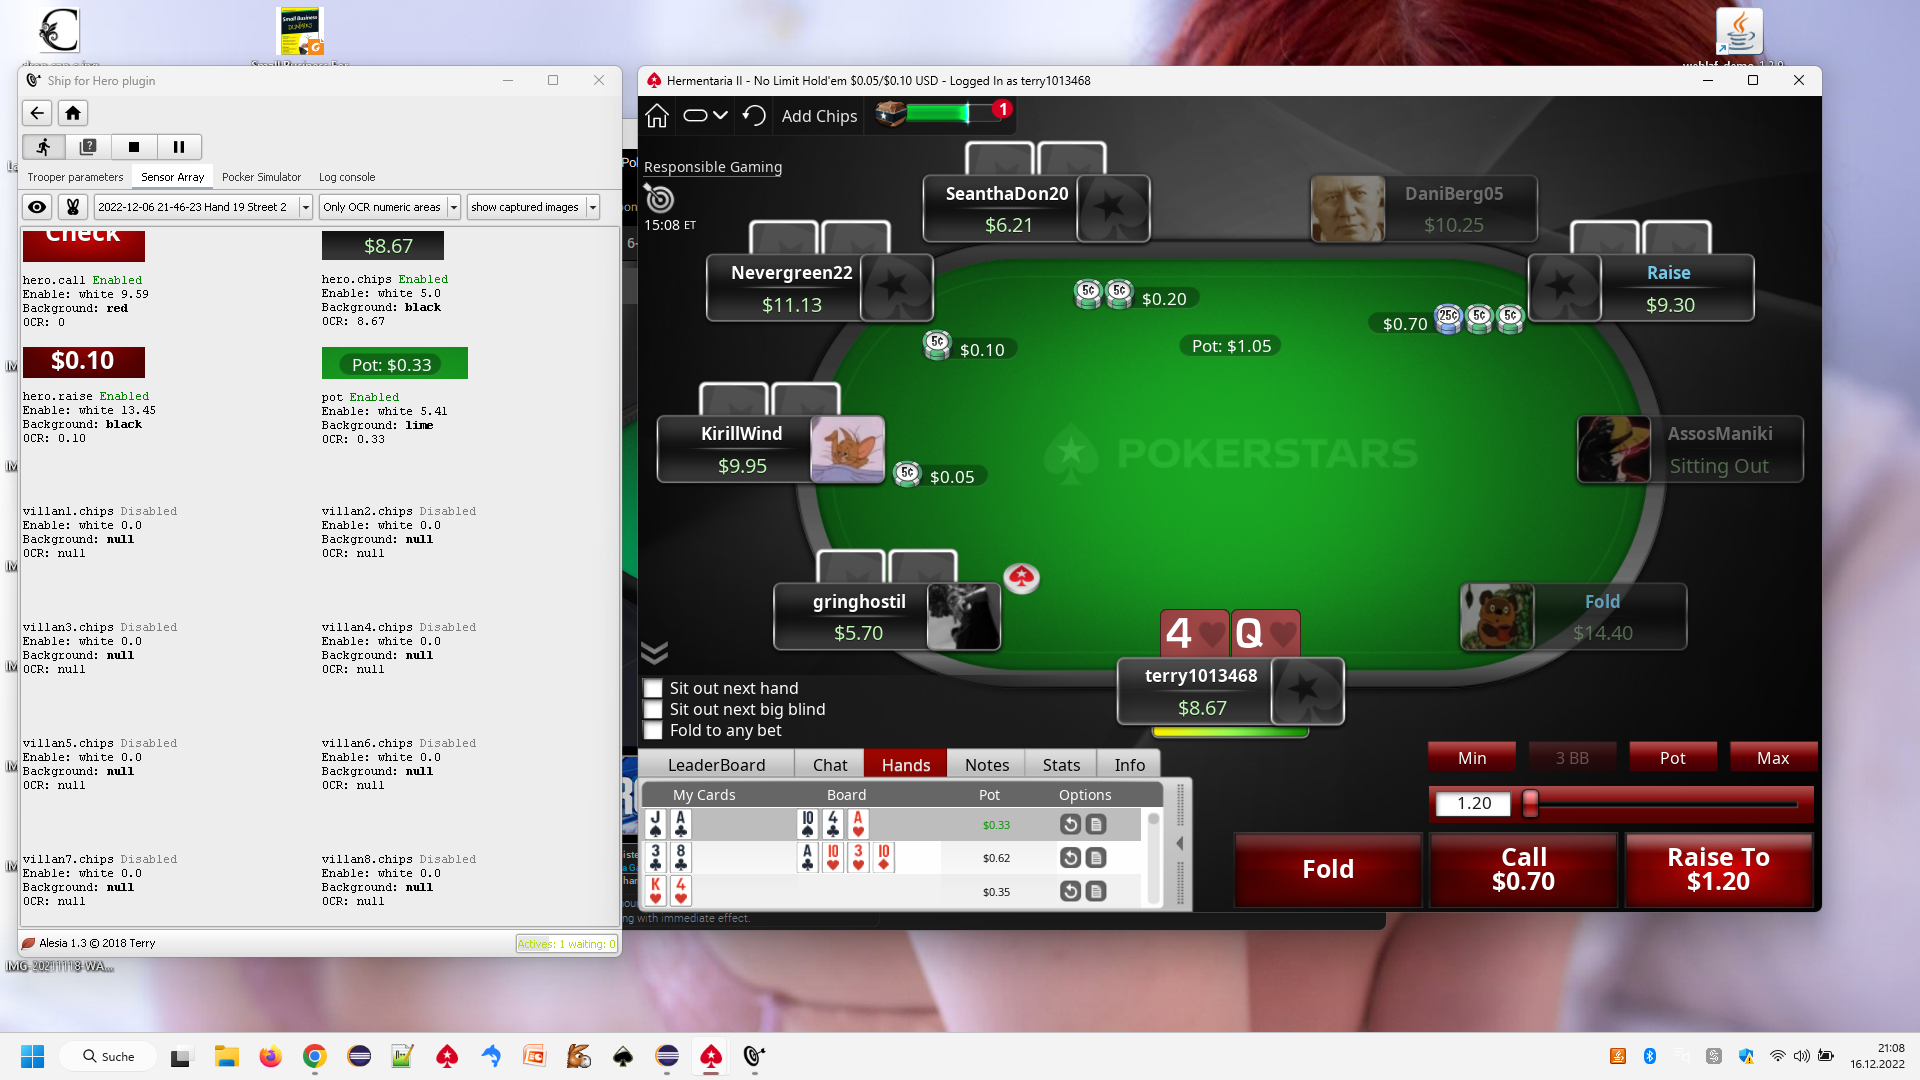 Ship for Hero plugin
Trooper parameters
Sensor Array
Pocker Simulator
Log console
2022-12-06 21-46-23 Hand 19 Street 2
Only OCR numeric areas
show captured images
Check
hero.call Enabled
Enable: white 9.59
Background: red
OCR: 0
$8.67
hero.chips Enabled
Enable: white 5.0
Background: black
OCR: 8.67
$0.10
hero.raise Enabled
Enable: white 13.45
Background: black
OCR: 0.10
Pot: $0.33
pot Enabled
Enable: white 5.41
Background: lime
OCR: 0.33
villan1.chips Disabled
Enable: white 0.0
Background: null
OCR: null
villan2.chips Disabled
Enable: white 0.0
Background: null
OCR: null
villan3.chips Disabled
Enable: white 0.0
Background: null
OCR: null
villan4.chips Disabled
Enable: white 0.0
Background: null
OCR: null
villan5.chips Disabled
Enable: white 0.0
Background: null
OCR: null
villan6.chips Disabled
Enable: white 0.0
Background: null
OCR: null
villan7.chips Disabled
Enable: white 0.0
Background: null
OCR: null
villan8.chips Disabled
Enable: white 0.0
Background: null
OCR: null
Alesia 1.3 © 2018 Terry
Actives: 1 waiting: 0
Hermentaria II - No Limit Hold'em $0.05/$0.10 USD - Logged In as terry1013468
Add Chips
1
Responsible Gaming
15:08 ET
SeanthaDon20
$6.21
DaniBerg05
$10.25
Nevergreen22
$11.13
Raise
$9.30
5¢ 5¢ $0.20
$0.70 25¢ 5¢ 5¢
5¢ $0.10
Pot: $1.05
KirillWind
$9.95
POKERSTARS
AssosManiki
Sitting Out
5¢ $0.05
gringhostil
$5.70
4 Q
Fold
$14.40
terry1013468
$8.67
Sit out next hand
Sit out next big blind
Fold to any bet
LeaderBoard
Chat
Hands
Notes
Stats
Info
My Cards
Board
Pot
Options
J A
10 4 A
$0.33
3 8
A 10 3 10
$0.62
K 4
$0.35
Min
3 BB
Pot
Max
1.20
Fold
Call
$0.70
Raise To
$1.20
ng with immediate effect.
IMG-20211118-WA...
Suche
21:08
16.12.2022